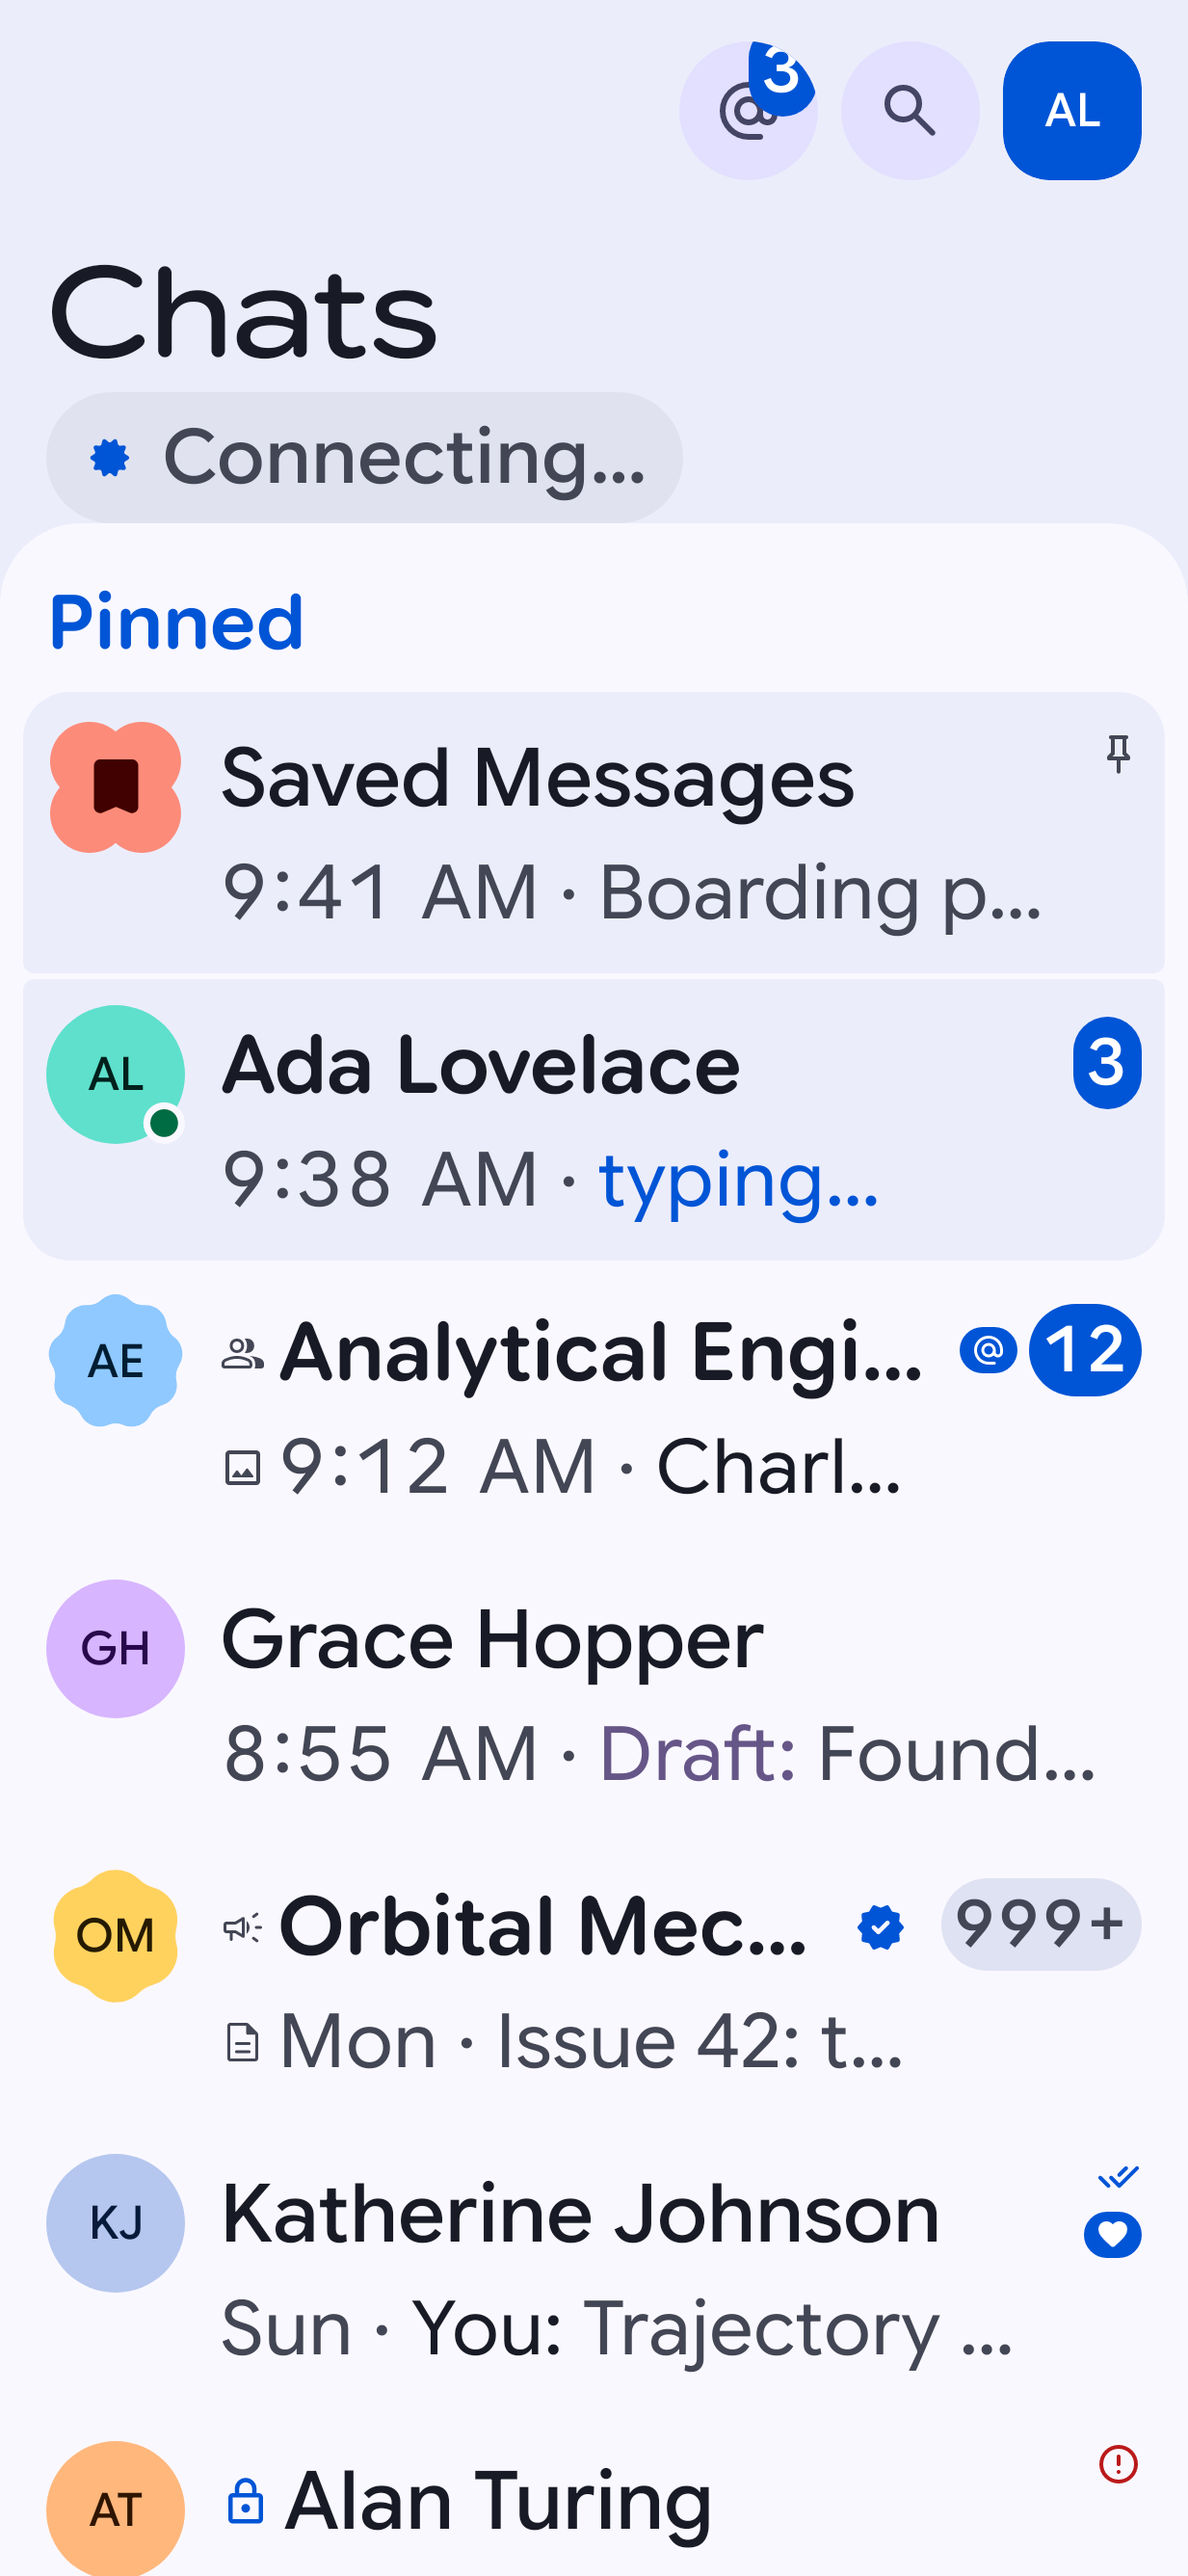 3
AL
Chats
Connecting...
Pinned
Saved Messages
9:41 AM · Boarding p...
AL
Ada Lovelace
3
9:38 AM · typing...
AE
Analytical Engi...
@
12
9:12 AM · Charl...
GH
Grace Hopper
8:55 AM · Draft: Found...
OM
Orbital Mec...
999+
Mon · Issue 42: t...
KJ
Katherine Johnson
Sun · You: Trajectory ...
AT
Alan Turing